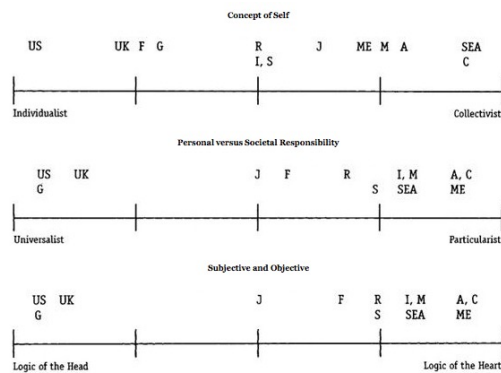 Concept of Self
US UK F G R J ME M A SEA
I, S C
Individualist Collectivist
Personal versus Societal Responsibility
US UK J F R I, M A, C
G S SEA ME
Universalist Particularist
Subjective and Objective
US UK J F R I, M A, C
G S SEA ME
Logic of the Head Logic of the Heart